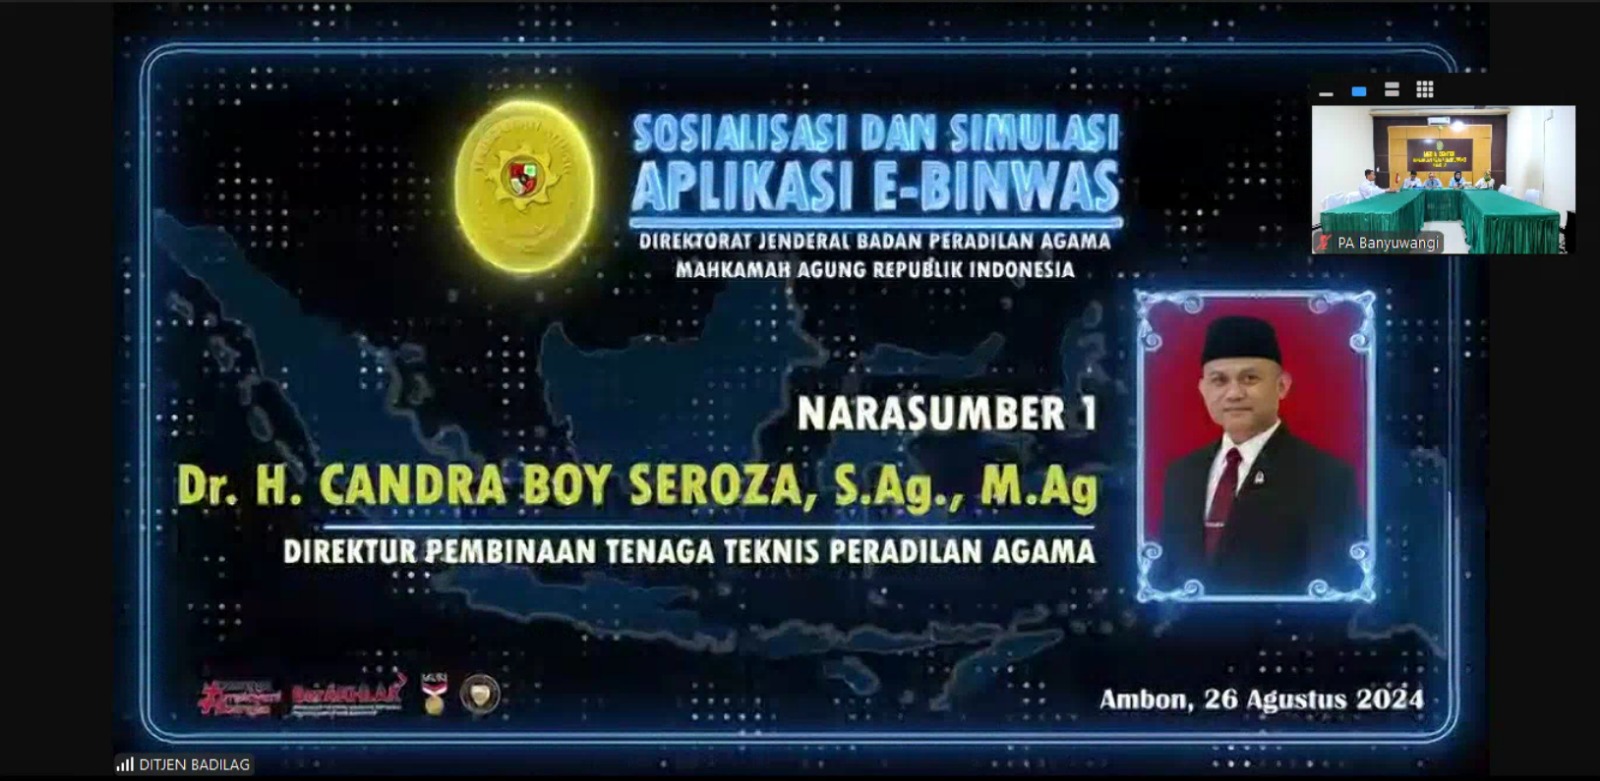 SOSIALISASI DAN SIMULASI
APLIKASI E-BINWAS
DIREKTORAT JENDERAL BADAN PERADILAN AGAMA
MAHKAMAH AGUNG REPUBLIK INDONESIA
PA Banyuwangi
NARASUMBER 1
Dr. H. CANDRA BOY SEROZA, S.Ag., M.Ag
DIREKTUR PEMBINAAN TENAGA TEKNIS PERADILAN AGAMA
BerAKHLAK
Ambon, 26 Agustus 2024
DITJEN BADILAG